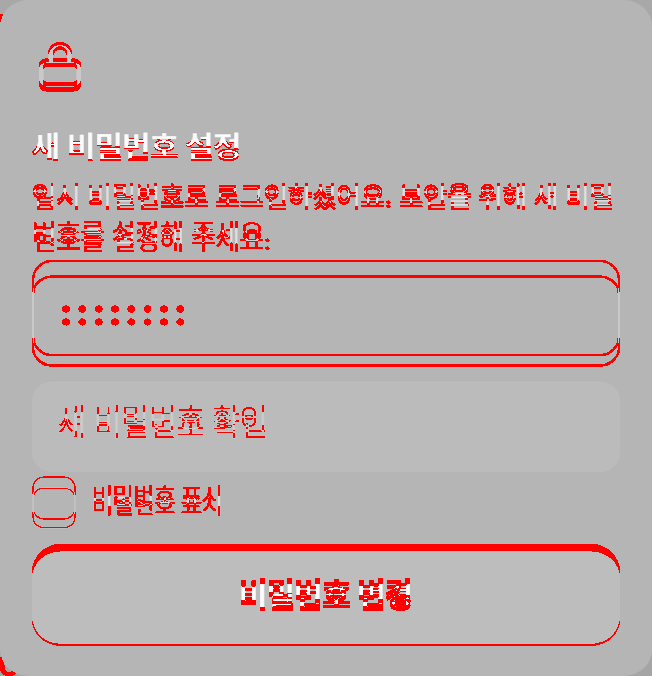 새 비밀번호 설정
임시 비밀번호로 로그인하셨어요. 보안을 위해 새 비밀
번호를 설정해 주세요.
새 비밀번호 확인
비밀번호 표시
비밀번호 변경